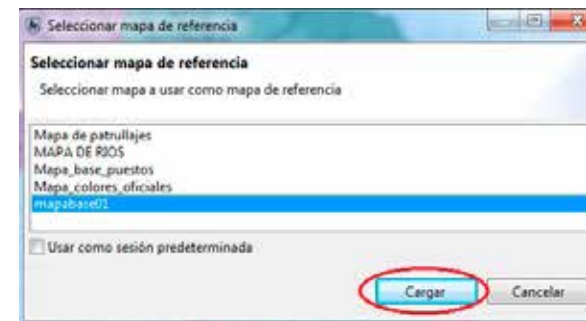 Seleccionar mapa de referencia
Seleccionar mapa de referencia
Seleccionar mapa a usar como mapa de referencia
Mapa de patrullajes
MAPA DE RIOS
Mapa_base_puestos
Mapa_colores_oficiales
mapabase01
Usar como sesión predeterminada
Cargar Cancelar